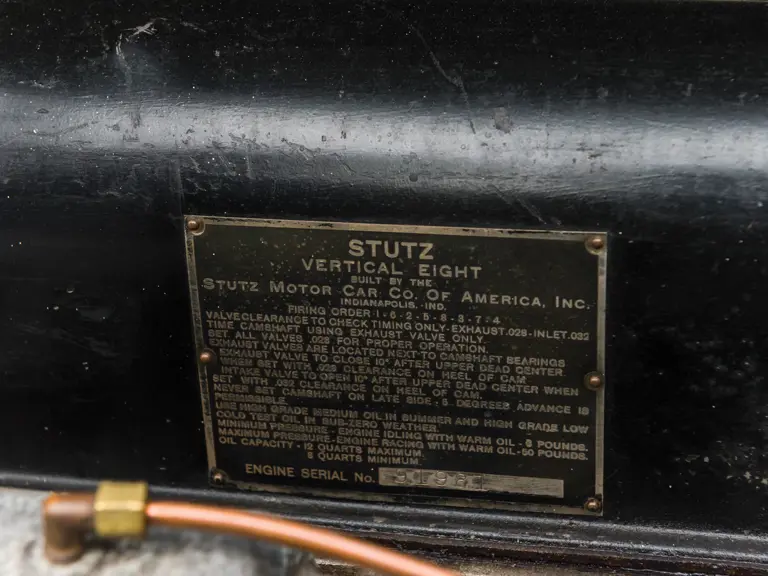 STUTZ
VERTICAL EIGHT
BUILT BY THE
STUTZ MOTOR CAR CO. OF AMERICA, INC.
INDIANAPOLIS. IND.
FIRING ORDER 1-6-2-5-8-3-7-4
VALVE CLEARANCE TO CHECK TIMING ONLY-EXHAUST.028-INLET.032
TIME CAMSHAFT USING EXHAUST VALVE ONLY.
SET ALL VALVES .028 FOR PROPER OPERATION.
EXHAUST VALVES ARE LOCATED NEXT TO CAMSHAFT BEARINGS
EXHAUST VALVE TO CLOSE 10° AFTER UPPER DEAD CENTER
WHEN SET WITH .028 CLEARANCE ON HEEL OF CAM
INTAKE VALVE TO OPEN 10° AFTER UPPER DEAD CENTER WHEN
SET WITH .032 CLEARANCE ON HEEL OF CAM.
NEVER SET CAMSHAFT ON LATE SIDE-5 DEGREES ADVANCE IS
PERMISSIBLE.
USE HIGH GRADE MEDIUM OIL IN SUMMER AND HIGH GRADE LOW
COLD TEST OIL IN SUB-ZERO WEATHER.
MINIMUM PRESSURE-ENGINE IDLING WITH WARM OIL-5 POUNDS.
MAXIMUM PRESSURE-ENGINE RACING WITH WARM OIL-50 POUNDS.
OIL CAPACITY-12 QUARTS MAXIMUM.
8 QUARTS MINIMUM
ENGINE SERIAL No.